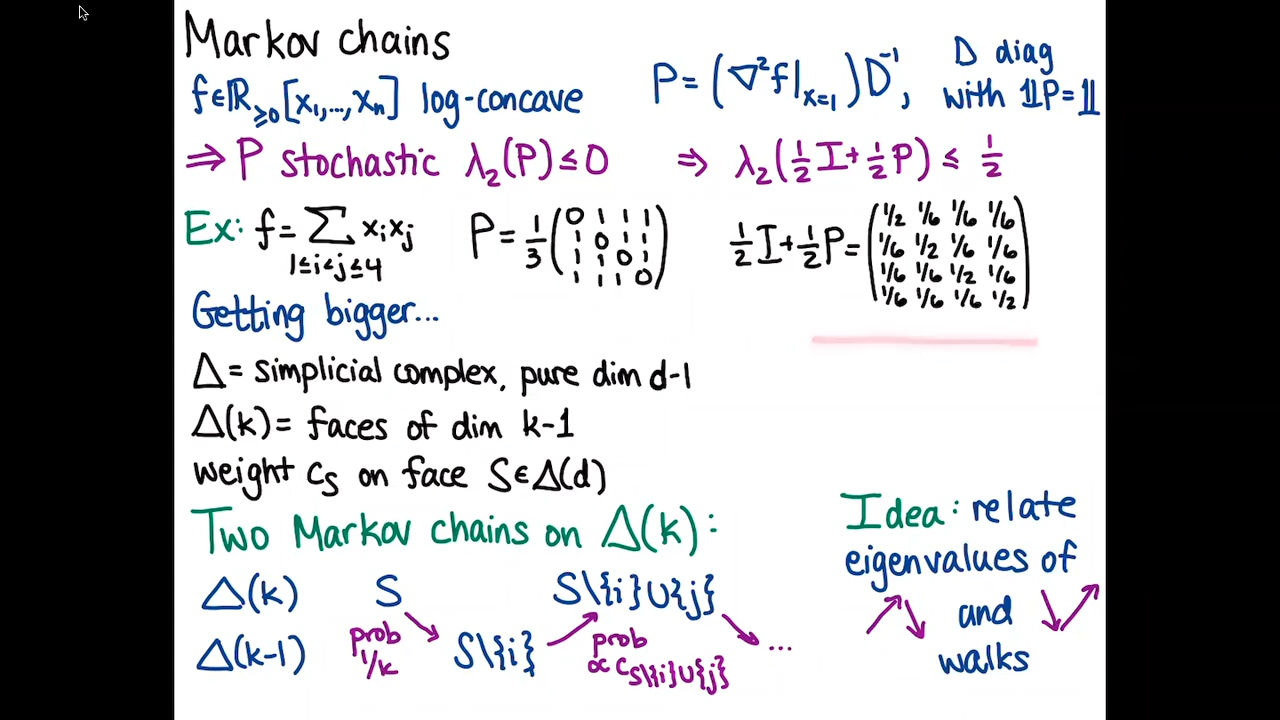 Markov chains
f∈ℝ≥0[x1,...,xn] log-concave
P = (∇²f|x=1)D⁻¹, D diag with 𝟙P=𝟙
⇒ P stochastic λ2(P)≤0 ⇒ λ2(½I+½P) ≤ ½
Ex: f= Σ xixj
1≤i<j≤4
P = 1/3 (0 1 1 1
1 0 1 1
1 1 0 1
1 1 1 0)
½I+½P= (1/2 1/6 1/6 1/6
1/6 1/2 1/6 1/6
1/6 1/6 1/2 1/6
1/6 1/6 1/6 1/2)
Getting bigger...
Δ = simplicial complex, pure dim d-1
Δ(k) = faces of dim k-1
weight cS on face S∈Δ(d)
Two Markov chains on Δ(k):
Δ(k) S S\{i}∪{j}
prob 1/k
prob ∝ cS\{i}∪{j}
Δ(k-1) S\{i} ...
Idea: relate
eigenvalues of
↗↘ and ↘↗
walks